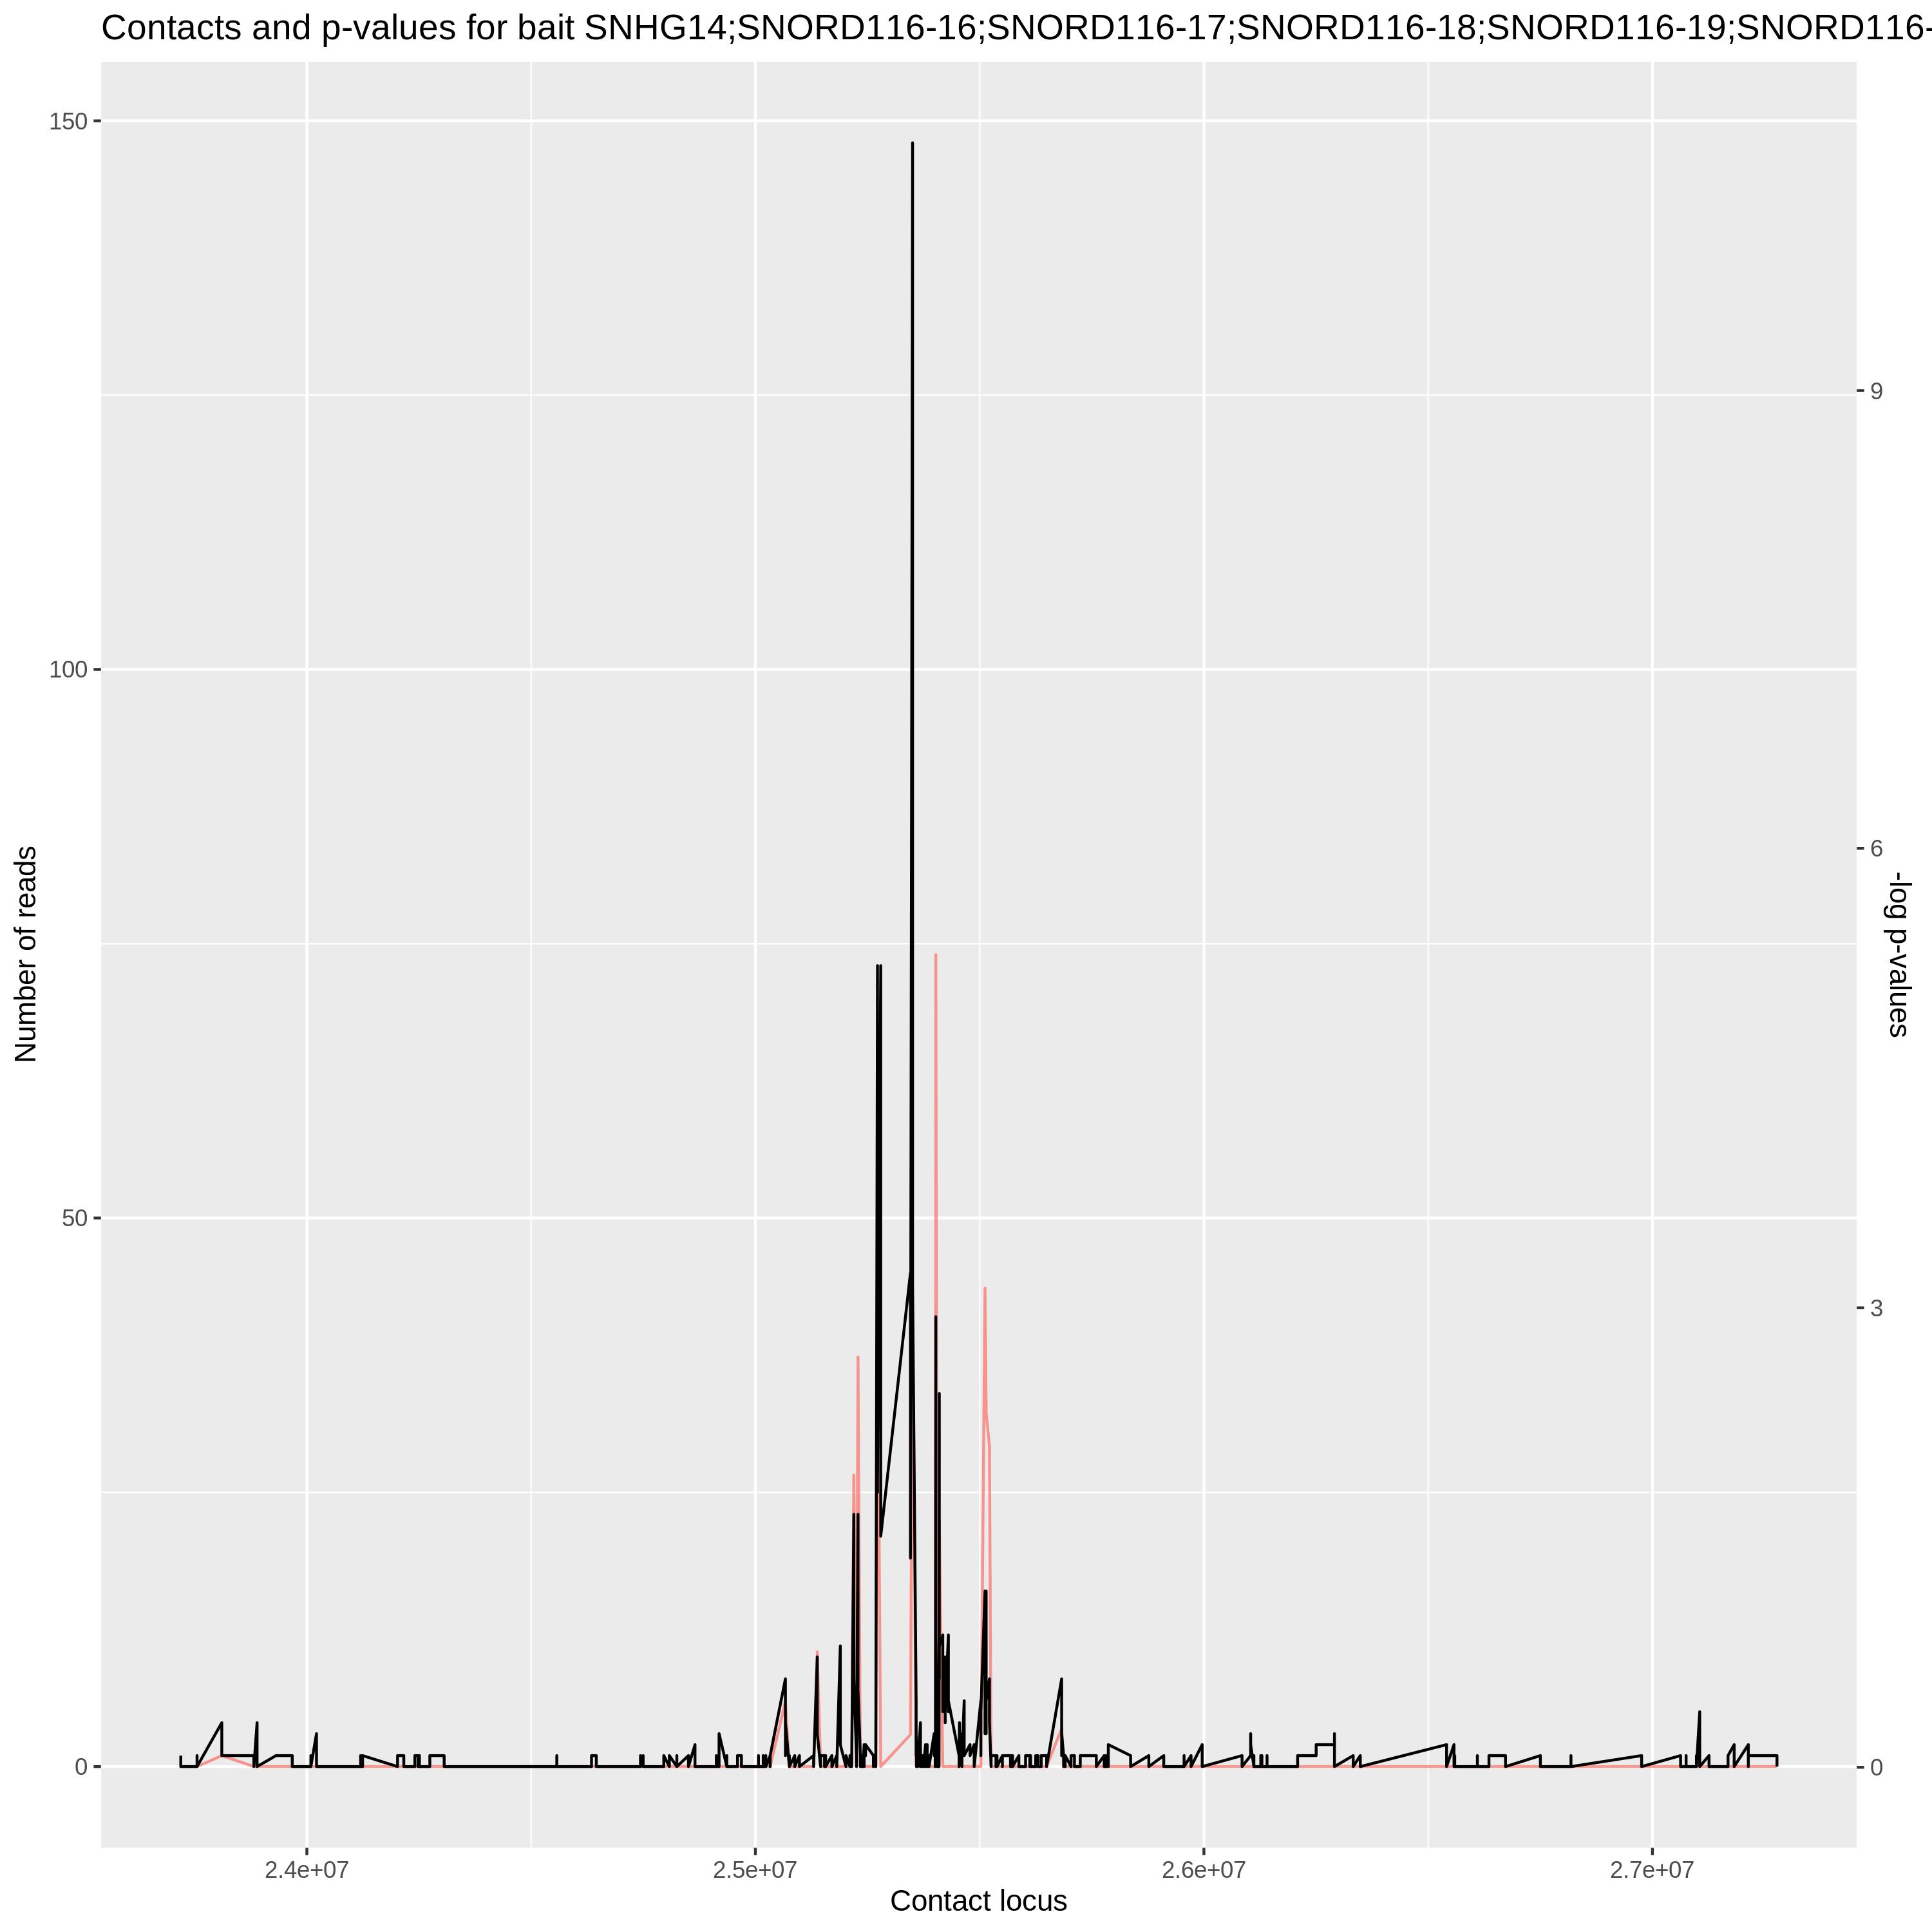 Contacts and p-values for bait SNHG14;SNORD116-16;SNORD116-17;SNORD116-18;SNORD116-19;SNORD116-
150
100
50
0
Number of reads
9
6
3
0
-log p-values
2.4e+07
2.5e+07
2.6e+07
2.7e+07
Contact locus